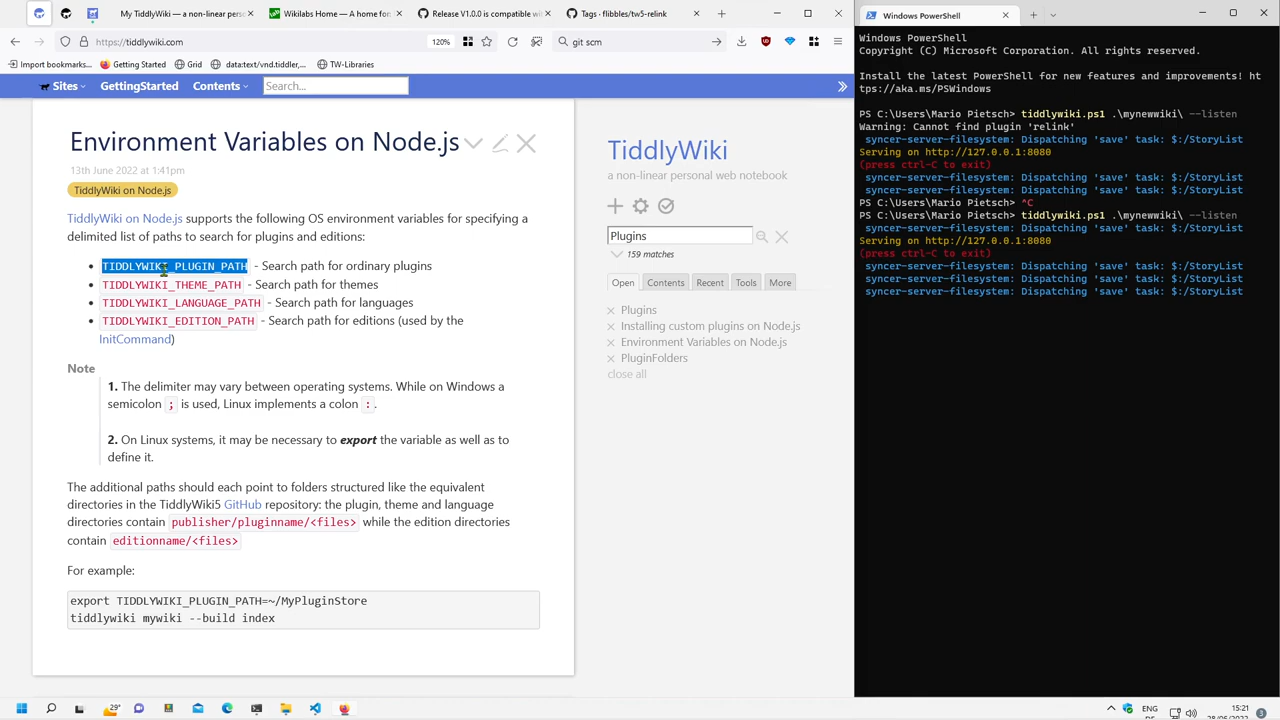 My TiddlyWiki — a non-linear pers
Wikilabs Home — A home for
Release V1.0.0 is compatible w
Tags · flibbles/tw5-relink
https://tiddlywiki.com
120%
git scm
Import bookmarks...
Getting Started
Grid
data:text/vnd.tiddler,...
TW-Libraries
Sites
GettingStarted
Contents
Search...
Environment Variables on Node.js
13th June 2022 at 1:41pm
TiddlyWiki on Node.js
TiddlyWiki on Node.js supports the following OS environment variables for specifying a
delimited list of paths to search for plugins and editions:
TIDDLYWIKI_PLUGIN_PATH - Search path for ordinary plugins
TIDDLYWIKI_THEME_PATH - Search path for themes
TIDDLYWIKI_LANGUAGE_PATH - Search path for languages
TIDDLYWIKI_EDITION_PATH - Search path for editions (used by the
InitCommand)
Note
1. The delimiter may vary between operating systems. While on Windows a
semicolon ; is used, Linux implements a colon :.
2. On Linux systems, it may be necessary to export the variable as well as to
define it.
The additional paths should each point to folders structured like the equivalent
directories in the TiddlyWiki5 GitHub repository: the plugin, theme and language
directories contain publisher/pluginname/<files> while the edition directories
contain editionname/<files>
For example:
export TIDDLYWIKI_PLUGIN_PATH=~/MyPluginStore
tiddlywiki mywiki --build index
TiddlyWiki
a non-linear personal web notebook
Plugins
159 matches
Open
Contents
Recent
Tools
More
Plugins
Installing custom plugins on Node.js
Environment Variables on Node.js
PluginFolders
close all
Windows PowerShell
Windows PowerShell
Copyright (C) Microsoft Corporation. All rights reserved.
Install the latest PowerShell for new features and improvements! ht
tps://aka.ms/PSWindows
PS C:\Users\Mario Pietsch> tiddlywiki.ps1 .\mynewwiki\ --listen
Warning: Cannot find plugin 'relink'
syncer-server-filesystem: Dispatching 'save' task: $:/StoryList
Serving on http://127.0.0.1:8080
(press ctrl-C to exit)
syncer-server-filesystem: Dispatching 'save' task: $:/StoryList
syncer-server-filesystem: Dispatching 'save' task: $:/StoryList
PS C:\Users\Mario Pietsch> ^C
PS C:\Users\Mario Pietsch> tiddlywiki.ps1 .\mynewwiki\ --listen
syncer-server-filesystem: Dispatching 'save' task: $:/StoryList
Serving on http://127.0.0.1:8080
(press ctrl-C to exit)
syncer-server-filesystem: Dispatching 'save' task: $:/StoryList
syncer-server-filesystem: Dispatching 'save' task: $:/StoryList
syncer-server-filesystem: Dispatching 'save' task: $:/StoryList
29°
ENG
15:21
28/06/2022